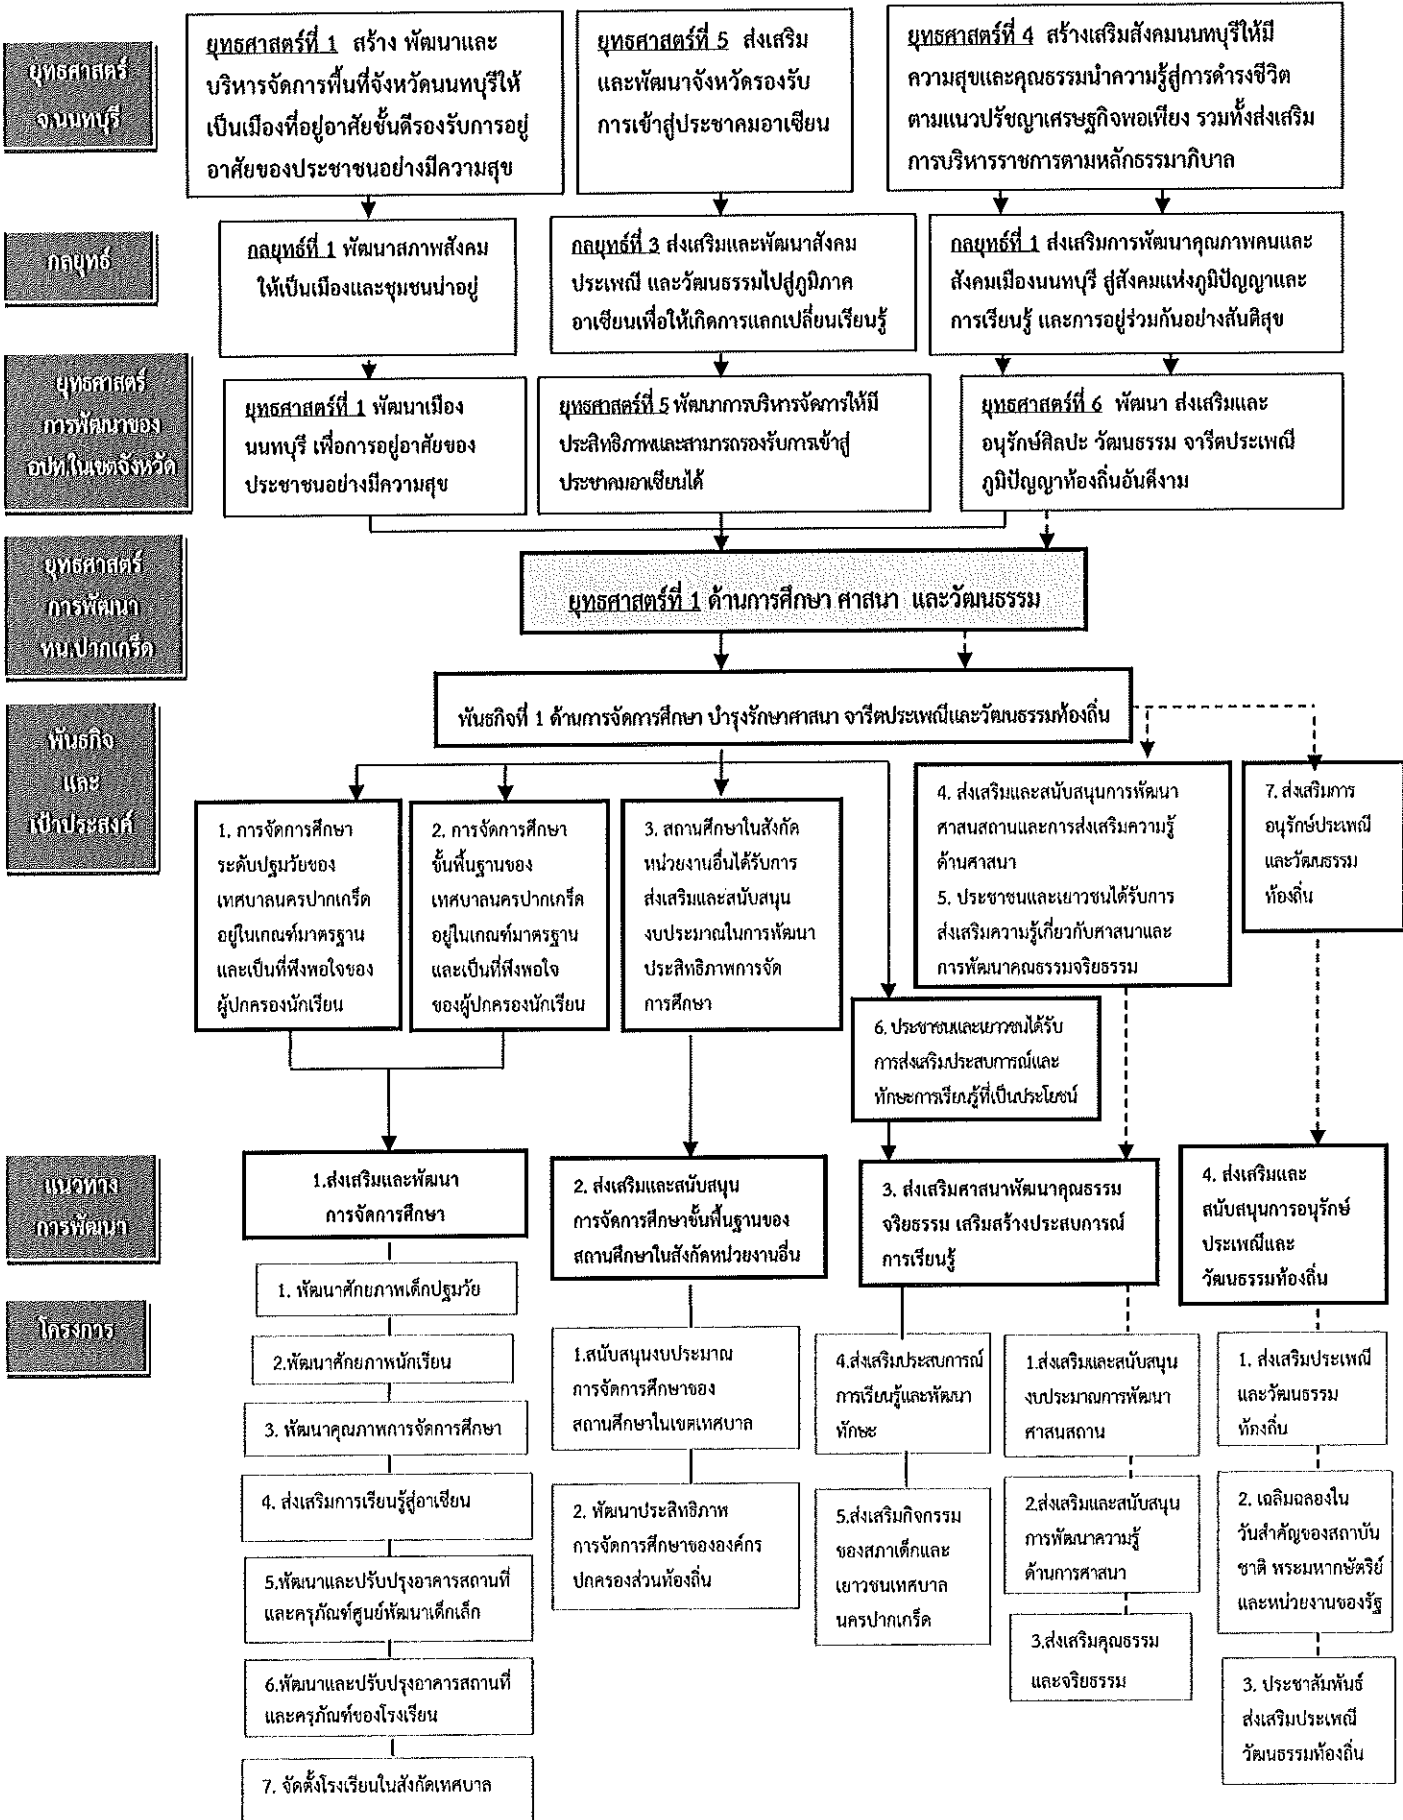 ยุทธศาสตร์
จ.นนทบุรี
ยุทธศาสตร์ที่ 1 สร้าง พัฒนาและ
บริหารจัดการพื้นที่จังหวัดนนทบุรีให้
เป็นเมืองที่อยู่อาศัยชั้นดีรองรับการอยู่
อาศัยของประชาชนอย่างมีความสุข
ยุทธศาสตร์ที่ 5 ส่งเสริม
และพัฒนาจังหวัดรองรับ
การเข้าสู่ประชาคมอาเซียน
ยุทธศาสตร์ที่ 4 สร้างเสริมสังคมนนทบุรีให้มี
ความสุขและคุณธรรมนำความรู้สู่การดำรงชีวิต
ตามแนวปรัชญาเศรษฐกิจพอเพียง รวมทั้งส่งเสริม
การบริหารราชการตามหลักธรรมาภิบาล
กลยุทธ์
กลยุทธ์ที่ 1 พัฒนาสภาพสังคม
ให้เป็นเมืองและชุมชนน่าอยู่
กลยุทธ์ที่ 3 ส่งเสริมและพัฒนาสังคม
ประเพณี และวัฒนธรรมไปสู่ภูมิภาค
อาเซียนเพื่อให้เกิดการแลกเปลี่ยนเรียนรู้
กลยุทธ์ที่ 1 ส่งเสริมการพัฒนาคุณภาพคนและ
สังคมเมืองนนทบุรี สู่สังคมแห่งภูมิปัญญาและ
การเรียนรู้ และการอยู่ร่วมกันอย่างสันติสุข
ยุทธศาสตร์
การพัฒนาของ
อปท.ในเขตจังหวัด
ยุทธศาสตร์ที่ 1 พัฒนาเมือง
นนทบุรี เพื่อการอยู่อาศัยของ
ประชาชนอย่างมีความสุข
ยุทธศาสตร์ที่ 5 พัฒนาการบริหารจัดการให้มี
ประสิทธิภาพและสามารถรองรับการเข้าสู่
ประชาคมอาเซียนได้
ยุทธศาสตร์ที่ 6 พัฒนา ส่งเสริมและ
อนุรักษ์ศิลปะ วัฒนธรรม จารีตประเพณี
ภูมิปัญญาท้องถิ่นอันดีงาม
ยุทธศาสตร์
การพัฒนา
ทน.ปากเกร็ด
ยุทธศาสตร์ที่ 1 ด้านการศึกษา ศาสนา และวัฒนธรรม
พันธกิจ
และ
เป้าประสงค์
พันธกิจที่ 1 ด้านการจัดการศึกษา บำรุงรักษาศาสนา จารีตประเพณีและวัฒนธรรมท้องถิ่น
1. การจัดการศึกษา
ระดับปฐมวัยของ
เทศบาลนครปากเกร็ด
อยู่ในเกณฑ์มาตรฐาน
และเป็นที่พึงพอใจของ
ผู้ปกครองนักเรียน
2. การจัดการศึกษา
ขั้นพื้นฐานของ
เทศบาลนครปากเกร็ด
อยู่ในเกณฑ์มาตรฐาน
และเป็นที่พึงพอใจ
ของผู้ปกครองนักเรียน
3. สถานศึกษาในสังกัด
หน่วยงานอื่นได้รับการ
ส่งเสริมและสนับสนุน
งบประมาณในการพัฒนา
ประสิทธิภาพการจัด
การศึกษา
4. ส่งเสริมและสนับสนุนการพัฒนา
ศาสนสถานและการส่งเสริมความรู้
ด้านศาสนา
5. ประชาชนและเยาวชนได้รับการ
ส่งเสริมความรู้เกี่ยวกับศาสนาและ
การพัฒนาคุณธรรมจริยธรรม
7. ส่งเสริมการ
อนุรักษ์ประเพณี
และวัฒนธรรม
ท้องถิ่น
6. ประชาชนและเยาวชนได้รับ
การส่งเสริมประสบการณ์และ
ทักษะการเรียนรู้ที่เป็นประโยชน์
แนวทาง
การพัฒนา
1.ส่งเสริมและพัฒนา
การจัดการศึกษา
2. ส่งเสริมและสนับสนุน
การจัดการศึกษาขั้นพื้นฐานของ
สถานศึกษาในสังกัดหน่วยงานอื่น
3. ส่งเสริมศาสนาพัฒนาคุณธรรม
จริยธรรม เสริมสร้างประสบการณ์
การเรียนรู้
4. ส่งเสริมและ
สนับสนุนการอนุรักษ์
ประเพณีและ
วัฒนธรรมท้องถิ่น
โครงการ
1. พัฒนาศักยภาพเด็กปฐมวัย
2.พัฒนาศักยภาพนักเรียน
3. พัฒนาคุณภาพการจัดการศึกษา
4. ส่งเสริมการเรียนรู้สู่อาเซียน
5.พัฒนาและปรับปรุงอาคารสถานที่
และครุภัณฑ์ศูนย์พัฒนาเด็กเล็ก
6.พัฒนาและปรับปรุงอาคารสถานที่
และครุภัณฑ์ของโรงเรียน
7. จัดตั้งโรงเรียนในสังกัดเทศบาล
1.สนับสนุนงบประมาณ
การจัดการศึกษาของ
สถานศึกษาในเขตเทศบาล
2. พัฒนาประสิทธิภาพ
การจัดการศึกษาขององค์กร
ปกครองส่วนท้องถิ่น
4.ส่งเสริมประสบการณ์
การเรียนรู้และพัฒนา
ทักษะ
5.ส่งเสริมกิจกรรม
ของสภาเด็กและ
เยาวชนเทศบาล
นครปากเกร็ด
1.ส่งเสริมและสนับสนุน
งบประมาณการพัฒนา
ศาสนสถาน
2.ส่งเสริมและสนับสนุน
การพัฒนาความรู้
ด้านการศาสนา
3.ส่งเสริมคุณธรรม
และจริยธรรม
1. ส่งเสริมประเพณี
และวัฒนธรรม
ท้องถิ่น
2. เฉลิมฉลองใน
วันสำคัญของสถาบัน
ชาติ พระมหากษัตริย์
และหน่วยงานของรัฐ
3. ประชาสัมพันธ์
ส่งเสริมประเพณี
วัฒนธรรมท้องถิ่น